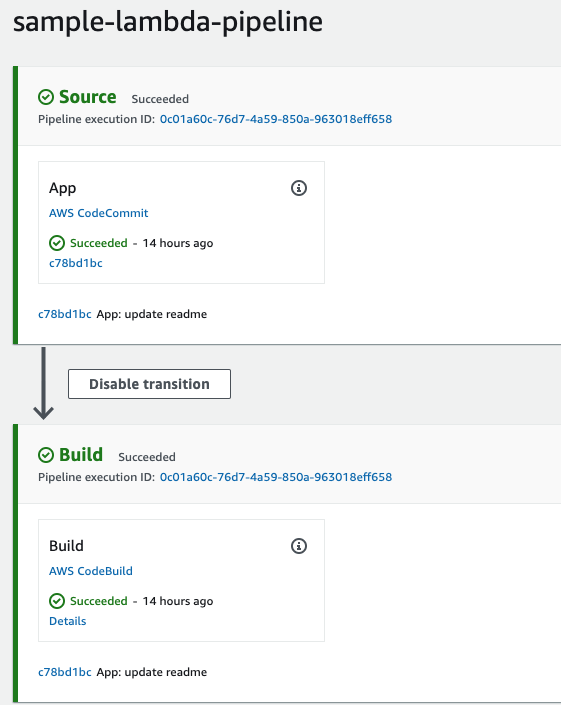 sample-lambda-pipeline
Source Succeeded
Pipeline execution ID: 0c01a60c-76d7-4a59-850a-963018eff658
App
AWS CodeCommit
Succeeded - 14 hours ago
c78bd1bc
c78bd1bc App: update readme
Disable transition
Build Succeeded
Pipeline execution ID: 0c01a60c-76d7-4a59-850a-963018eff658
Build
AWS CodeBuild
Succeeded - 14 hours ago
Details
c78bd1bc App: update readme